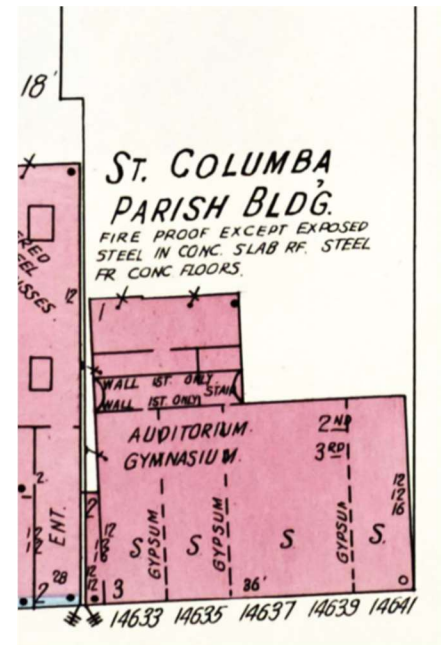 18'
ST. COLUMBA,
PARISH BLDG.
FIRE PROOF EXCEPT EXPOSED
STEEL IN CONC. SLAB RF. STEEL
FR CONC FLOORS.
12
1
WALL 1ST. ONLY. STAIR
WALL 1ST ONLY
AUDITORIUM. 2ND
GYMNASIUM. 3RD
2
12
12
16
ENT.
2
12
S. S. S. S.
GYPSUM GYPSUM GYPSUM
12
12
28
2 3 36'
14633 14635 14637 14639 14641